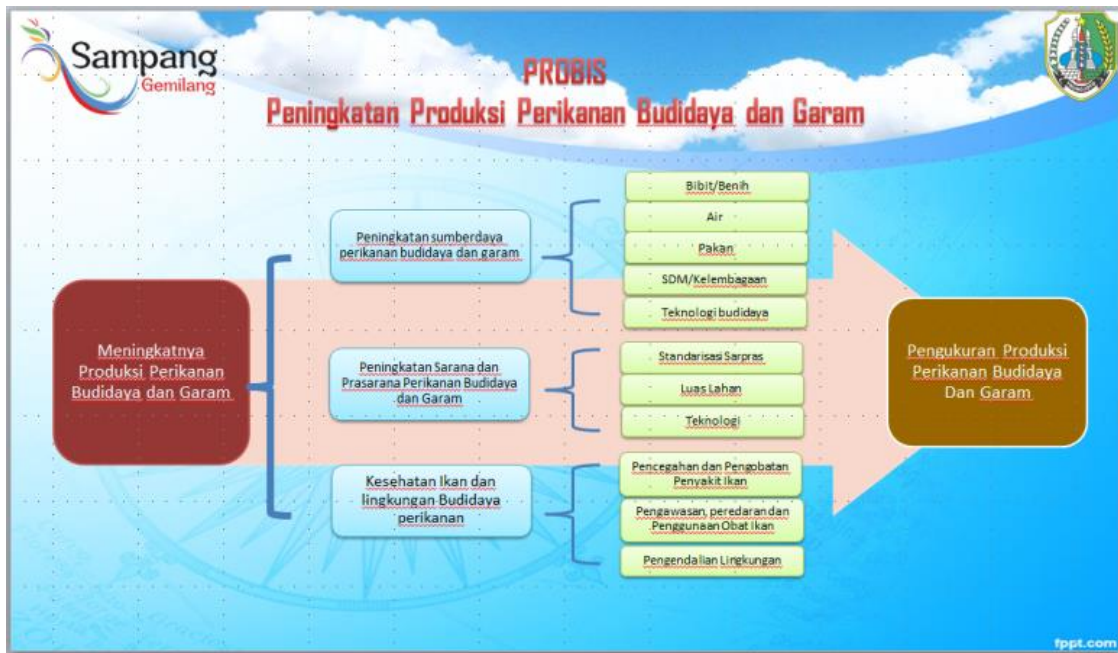 Sampang
Gemilang
PROBIS
Peningkatan Produksi Perikanan Budidaya dan Garam
Meningkatnya
Produksi Perikanan
Budidaya dan Garam
Peningkatan sumberdaya
perikanan budidaya dan garam
Bibit/Benih
Air
Pakan
SDM/Kelembagaan
Teknologi budidaya
Peningkatan Sarana dan
Prasarana Perikanan Budidaya
dan Garam
Standarisasi Sarpras
Luas Lahan
Teknologi
Kesehatan Ikan dan
lingkungan Budidaya
perikanan
Pencegahan dan Pengobatan
Penyakit Ikan
Pengawasan, peredaran dan
Penggunaan Obat Ikan
Pengendalian Lingkungan
Pengukuran Produksi
Perikanan Budidaya
Dan Garam
fppt.com